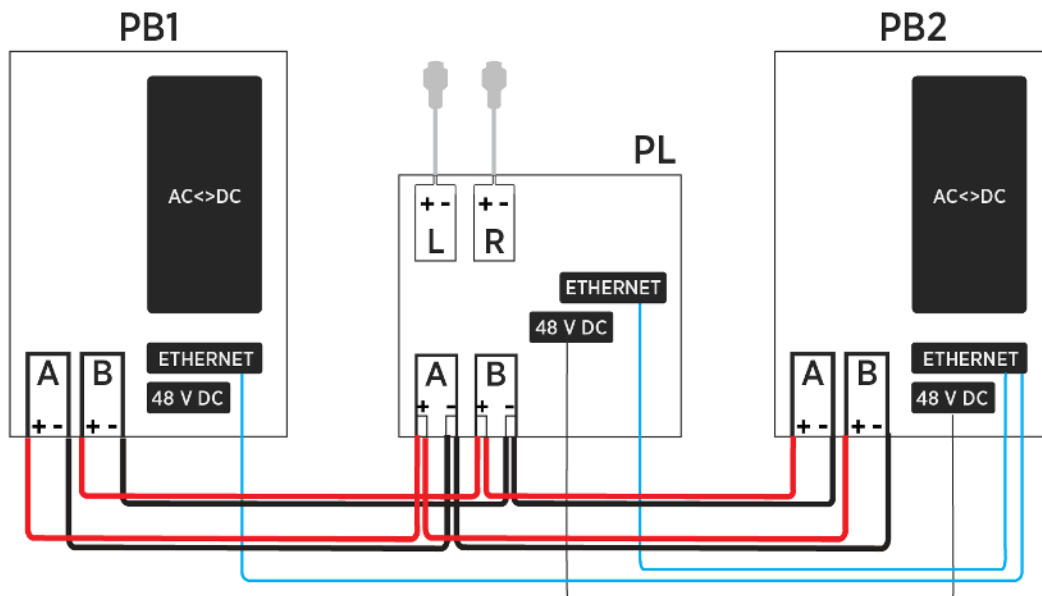 PB1
PB2
AC<>DC
PL
AC<>DC
+ -
+ -
L
R
ETHERNET
48 V DC
A
B
ETHERNET
48 V DC
+ -
+ -
A
B
+ -
+ -
A
B
ETHERNET
48 V DC
+ -
+ -